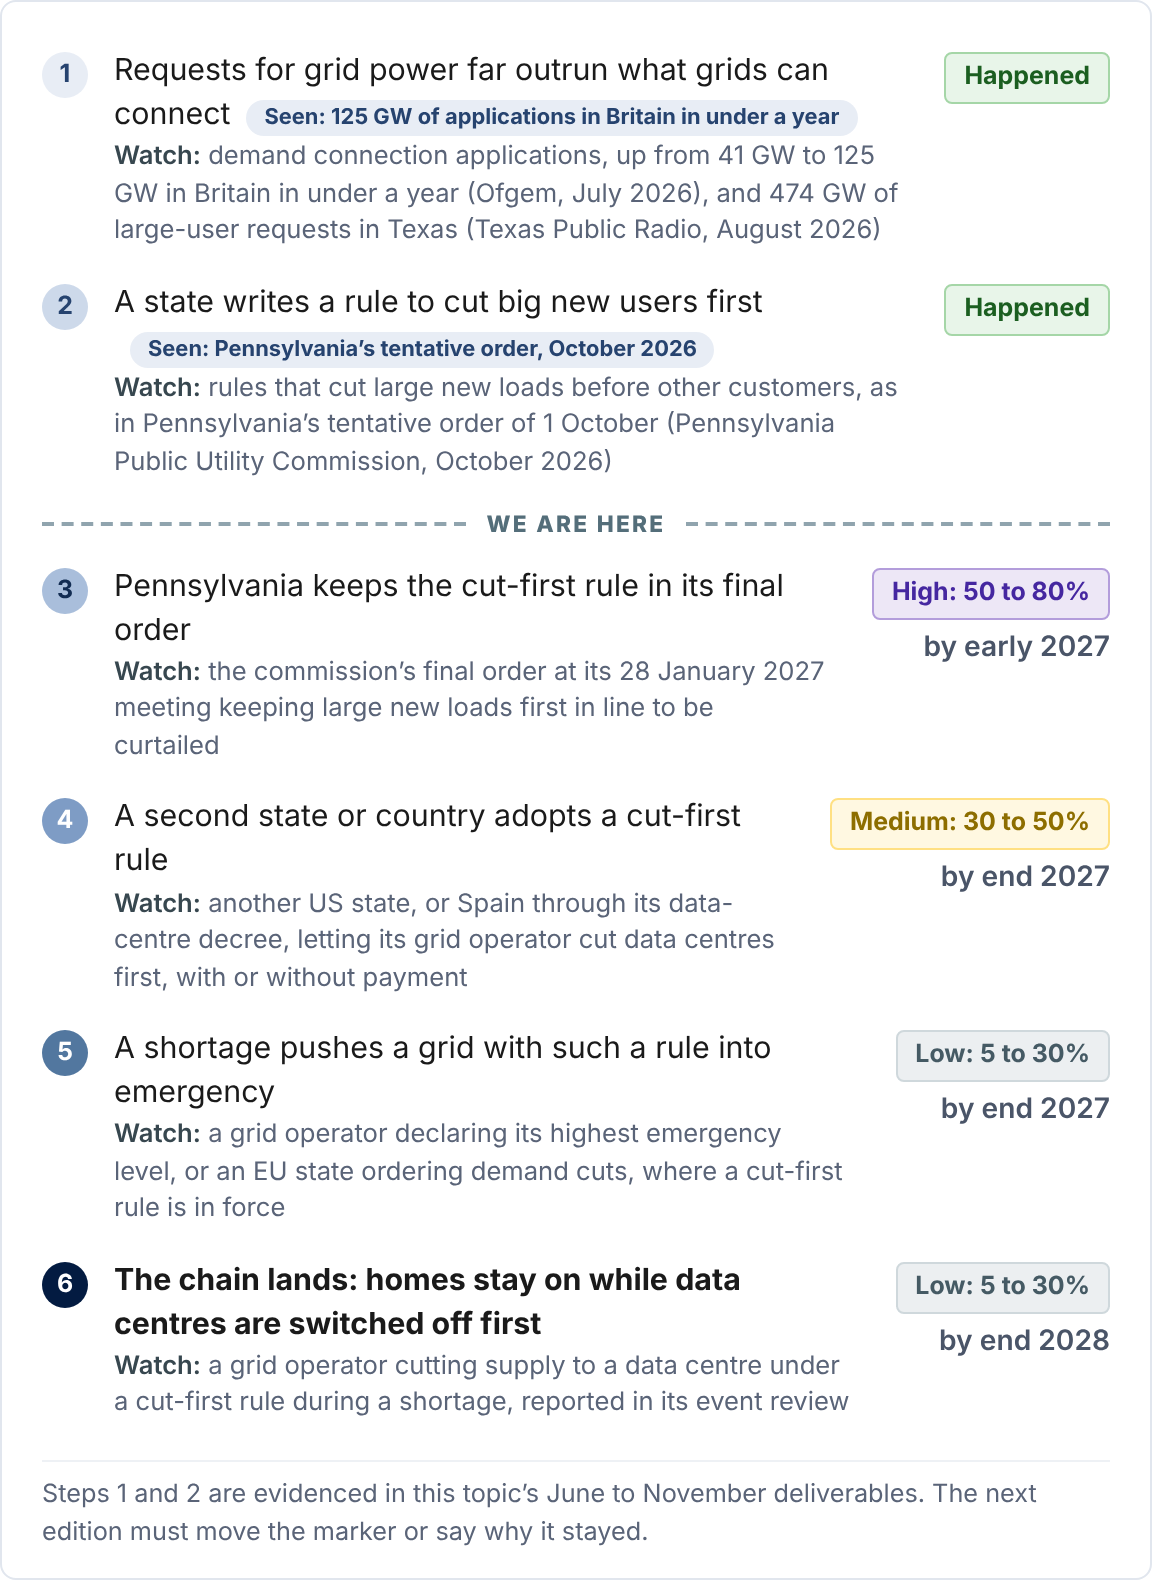 1
Requests for grid power far outrun what grids can
connect Seen: 125 GW of applications in Britain in under a year
Happened
Watch: demand connection applications, up from 41 GW to 125
GW in Britain in under a year (Ofgem, July 2026), and 474 GW of
large-user requests in Texas (Texas Public Radio, August 2026)
2
A state writes a rule to cut big new users first
Happened
Seen: Pennsylvania’s tentative order, October 2026
Watch: rules that cut large new loads before other customers, as
in Pennsylvania’s tentative order of 1 October (Pennsylvania
Public Utility Commission, October 2026)
WE ARE HERE
3
Pennsylvania keeps the cut-first rule in its final
order
High: 50 to 80%
by early 2027
Watch: the commission’s final order at its 28 January 2027
meeting keeping large new loads first in line to be
curtailed
4
A second state or country adopts a cut-first
rule
Medium: 30 to 50%
by end 2027
Watch: another US state, or Spain through its data-
centre decree, letting its grid operator cut data centres
first, with or without payment
5
A shortage pushes a grid with such a rule into
emergency
Low: 5 to 30%
by end 2027
Watch: a grid operator declaring its highest emergency
level, or an EU state ordering demand cuts, where a cut-first
rule is in force
6
The chain lands: homes stay on while data
centres are switched off first
Low: 5 to 30%
by end 2028
Watch: a grid operator cutting supply to a data centre under
a cut-first rule during a shortage, reported in its event review
Steps 1 and 2 are evidenced in this topic’s June to November deliverables. The next
edition must move the marker or say why it stayed.